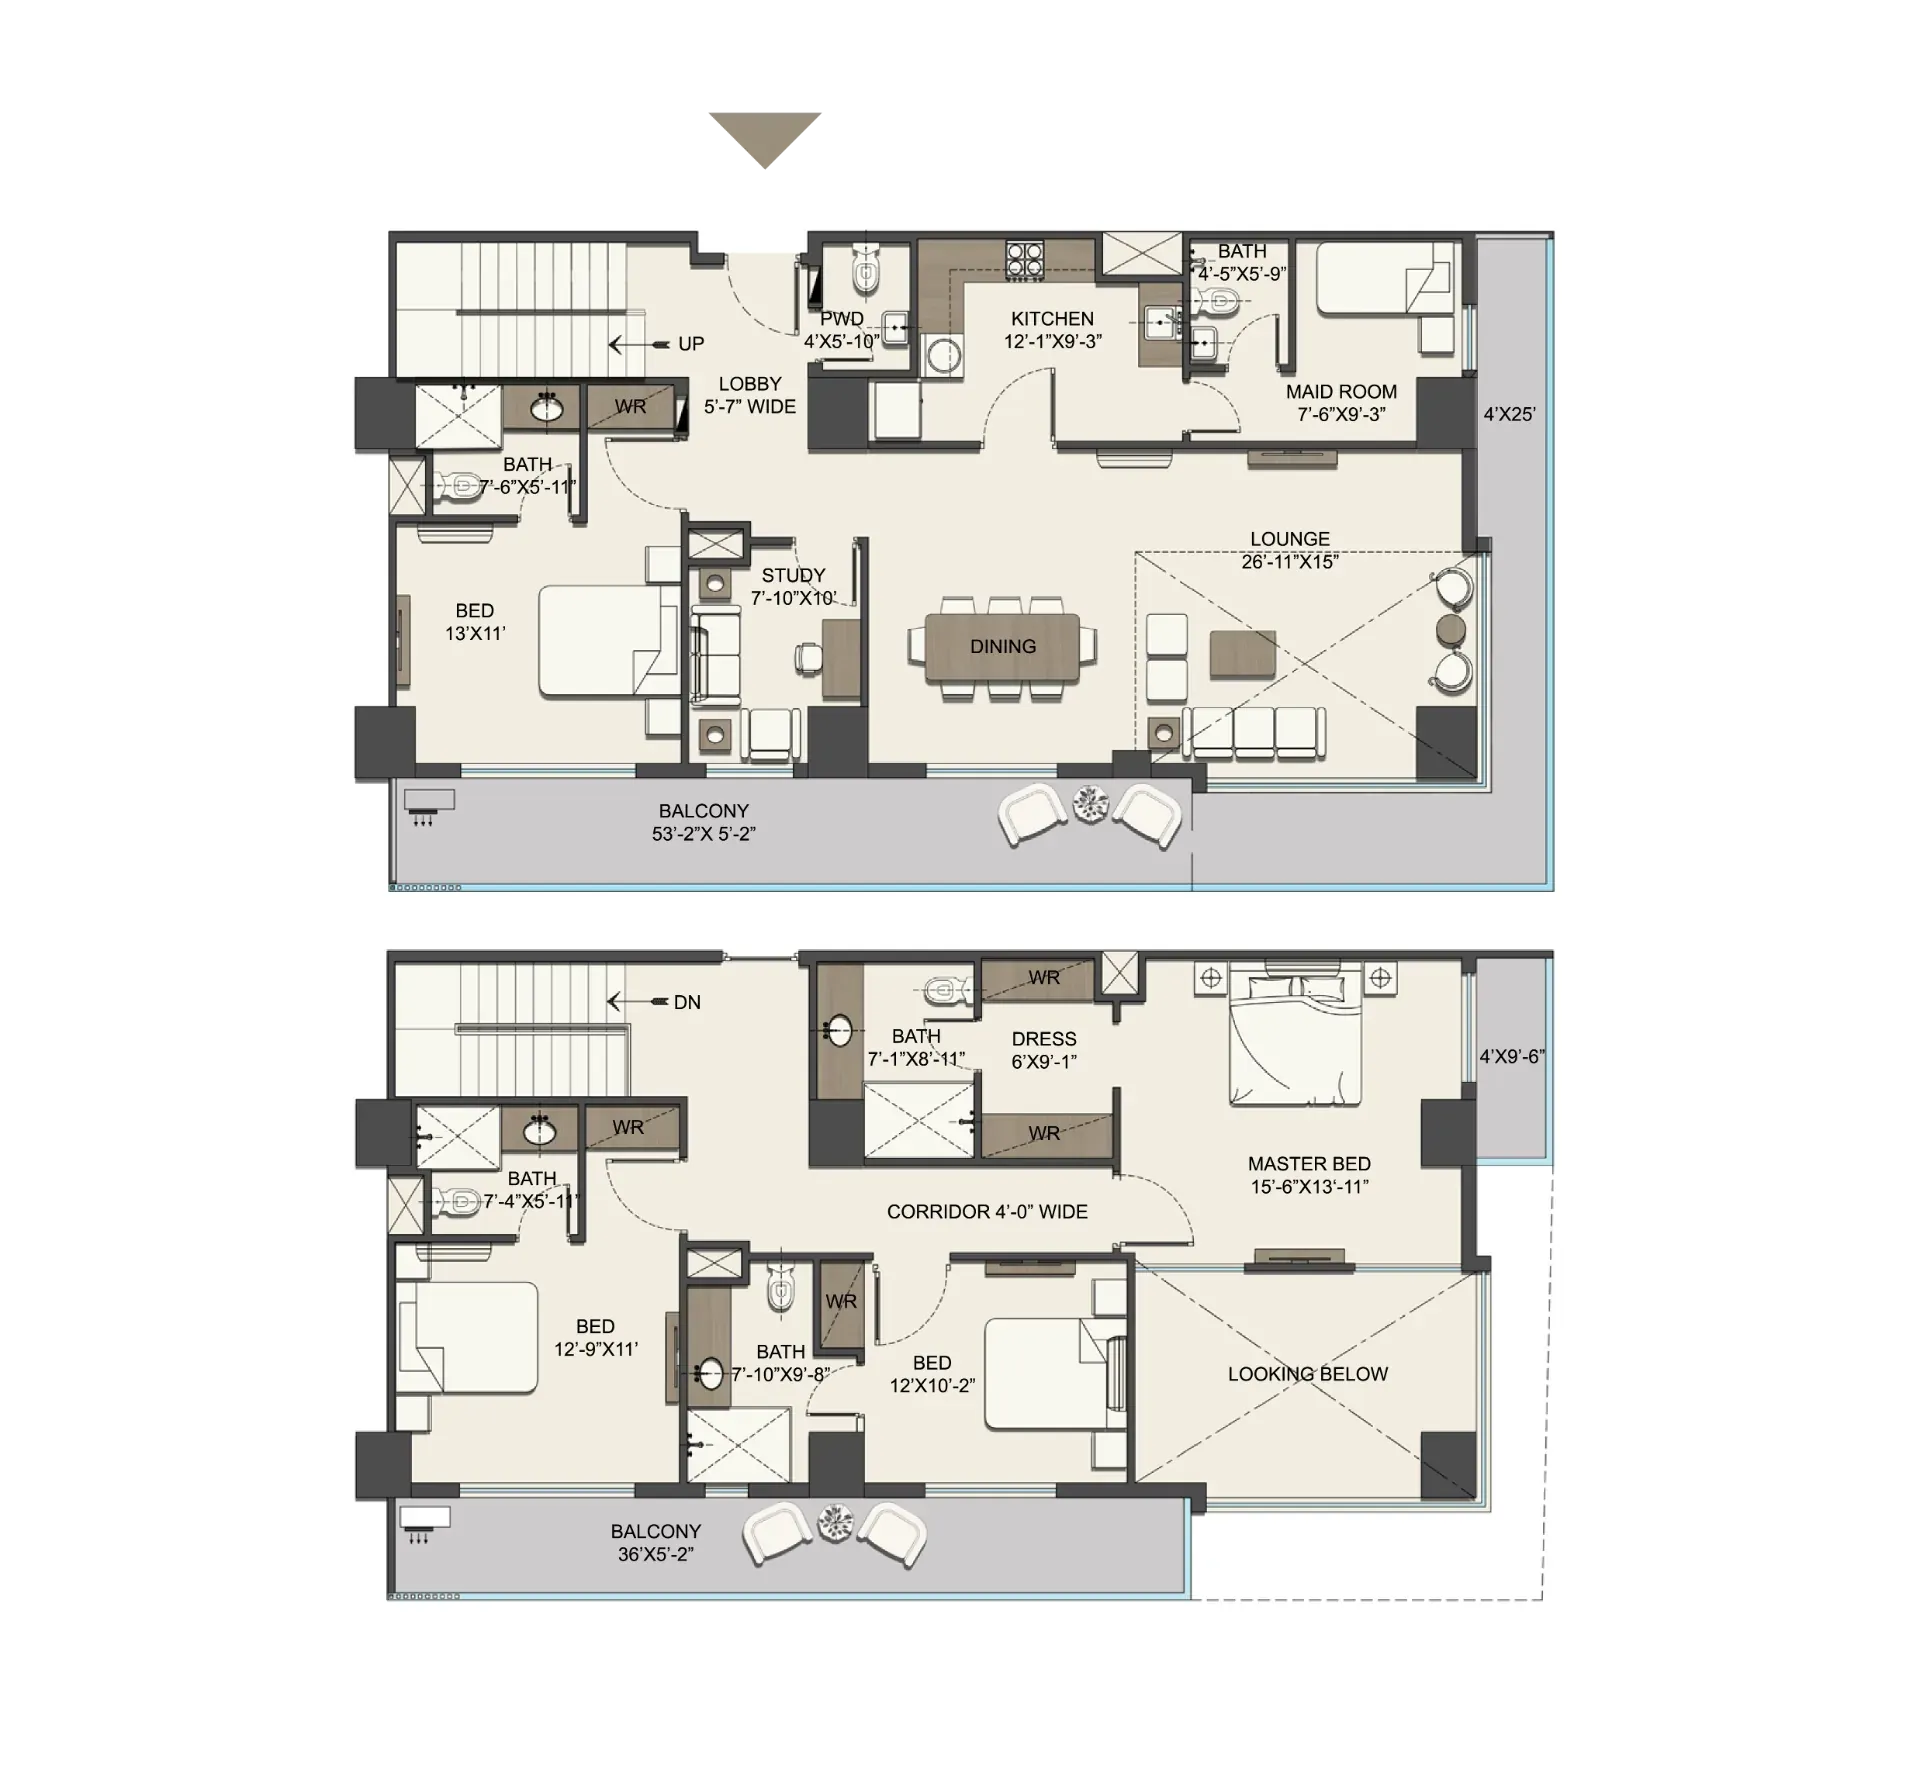 BATH
4'-5”X5'-9”
PWD
4'X5'-10”
KITCHEN
12'-1”X9'-3”
UP
LOBBY
5'-7” WIDE
WR
MAID ROOM
7'-6”X9'-3”
4'X25'
BATH
7'-6”X5'-11”
LOUNGE
26'-11”X15”
STUDY
7'-10”X10'
BED
13'X11'
DINING
BALCONY
53'-2”X 5'-2”
WR
DN
BATH
7'-1”X8'-11”
DRESS
6'X9'-1”
4'X9'-6”
WR
WR
MASTER BED
15'-6”X13‘-11”
BATH
7'-4”X5'-11”
CORRIDOR 4'-0” WIDE
WR
BED
12'-9”X11'
BATH
7'-10”X9'-8”
BED
12'X10'-2”
LOOKING BELOW
BALCONY
36'X5'-2”